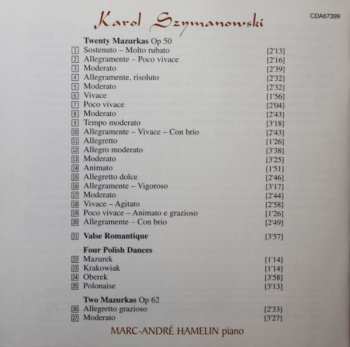 Karol Szymanowski
CDA67399
Twenty Mazurkas Op 50
1 Sostenuto – Molto rubato [2'13]
2 Allegramente – Poco vivace [2'16]
3 Moderato [2'39]
4 Allegramente, risoluto [2'32]
5 Moderato [2'32]
6 Vivace [1'56]
7 Poco vivace [2'04]
8 Moderato [2'43]
9 Tempo moderato [3'18]
10 Allegramente – Vivace – Con brio [2'43]
11 Allegretto [1'26]
12 Allegro moderato [3'38]
13 Moderato [3'25]
14 Animato [1'51]
15 Allegretto dolce [2'46]
16 Allegramente – Vigoroso [3'17]
17 Moderato [2'44]
18 Vivace – Agitato [2'58]
19 Poco vivace – Animato e grazioso [1'26]
20 Allegramente – Con brio [2'49]
21 Valse Romantique [3'57]
Four Polish Dances
22 Mazurek [1'14]
23 Krakowiak [1'14]
24 Oberek [3'58]
25 Polonaise [3'13]
Two Mazurkas Op 62
26 Allegretto grazioso [2'33]
27 Moderato [3'27]
MARC-ANDRÉ HAMELIN piano